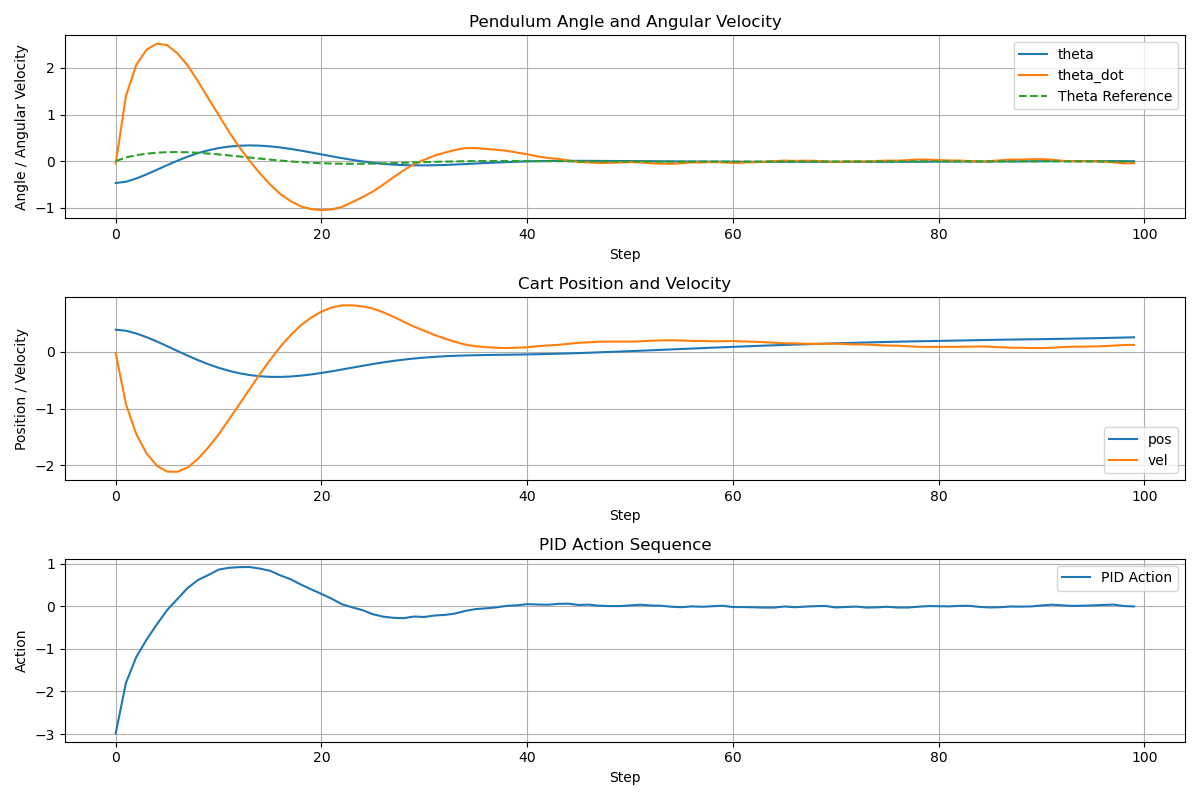 Pendulum Angle and Angular Velocity
Angle / Angular Velocity
2
1
0
−1
theta
theta_dot
Theta Reference
0
20
40
60
80
100
Step
Cart Position and Velocity
Position / Velocity
0
−1
−2
pos
vel
0
20
40
60
80
100
Step
PID Action Sequence
Action
1
0
−1
−2
−3
PID Action
0
20
40
60
80
100
Step